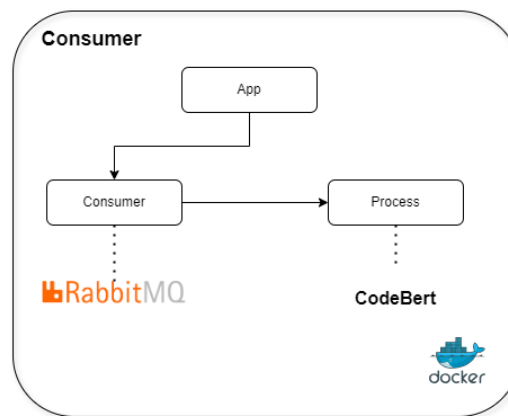 Consumer
App
Consumer
Process
RabbitMQ
CodeBert
docker